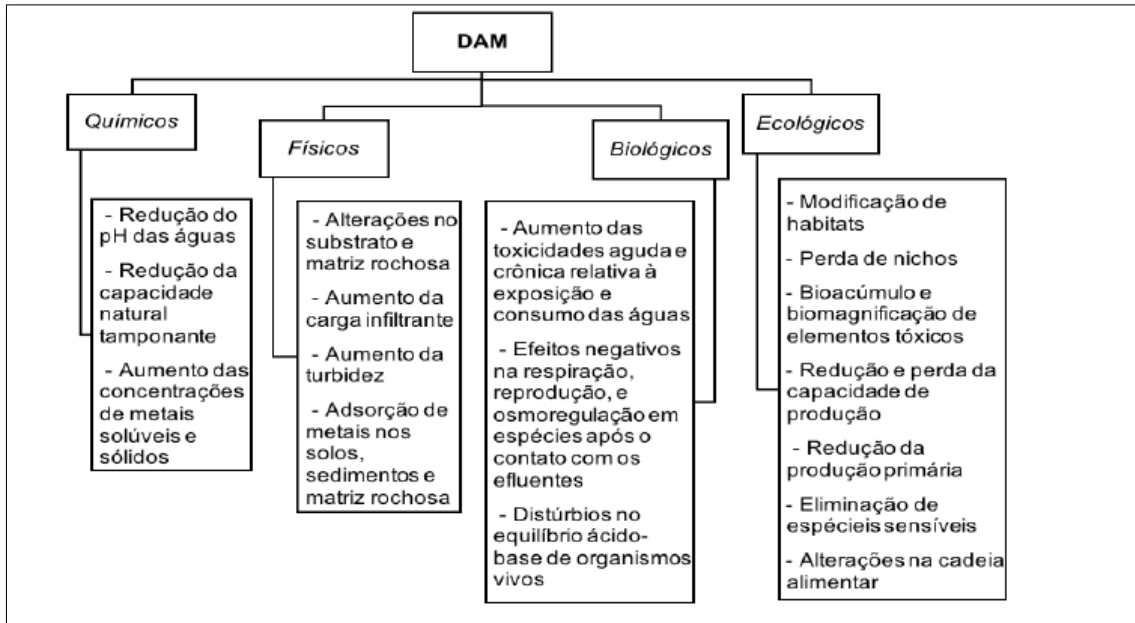 DAM
Químicos
- Redução do
pH das águas
- Redução da
capacidade
natural
tamponante
- Aumento das
concentrações
de metais
solúveis e
sólidos
Físicos
- Alterações no
substrato e
matriz rochosa
- Aumento da
carga infiltrante
- Aumento da
turbidez
- Adsorção de
metais nos
solos,
sedimentos e
matriz rochosa
Biológicos
- Aumento das
toxicidades aguda e
crônica relativa à
exposição e
consumo das águas
- Efeitos negativos
na respiração,
reprodução, e
osmoregulação em
espécies após o
contato com os
efluentes
- Distúrbios no
equilíbrio ácido-
base de organismos
vivos
Ecológicos
- Modificação de
habitats
- Perda de nichos
- Bioacúmulo e
biomagnificação de
elementos tóxicos
- Redução e perda da
capacidade de
produção
- Redução da
produção primária
- Eliminação de
espécieis sensíveis
- Alterações na cadeia
alimentar